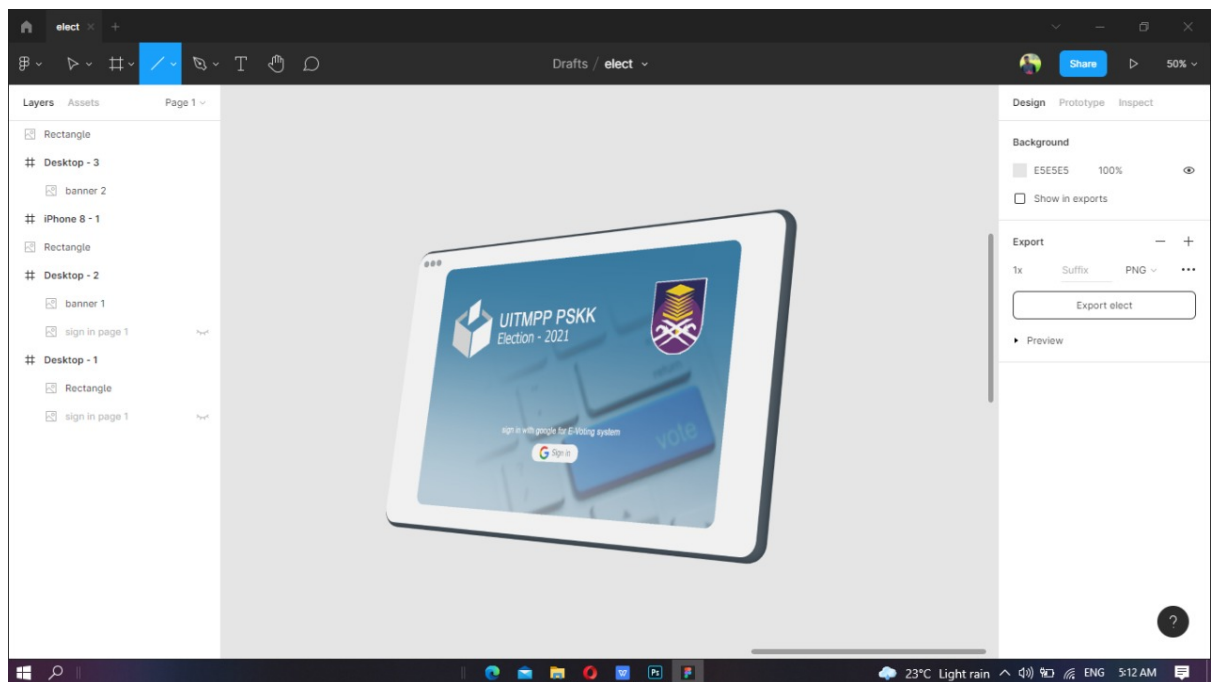 elect
Drafts / elect
Share
50%
Layers Assets Page 1
Rectangle
Desktop - 3
banner 2
iPhone 8 - 1
Rectangle
Desktop - 2
banner 1
sign in page 1
Desktop - 1
Rectangle
sign in page 1
UITMPP PSKK
Election - 2021
return
vote
sign in with google for E-Voting system
G Sign in
Design Prototype Inspect
Background
E5E5E5 100%
Show in exports
Export
1x Suffix PNG
Export elect
Preview
?
W Ps
23°C Light rain ENG 5:12 AM